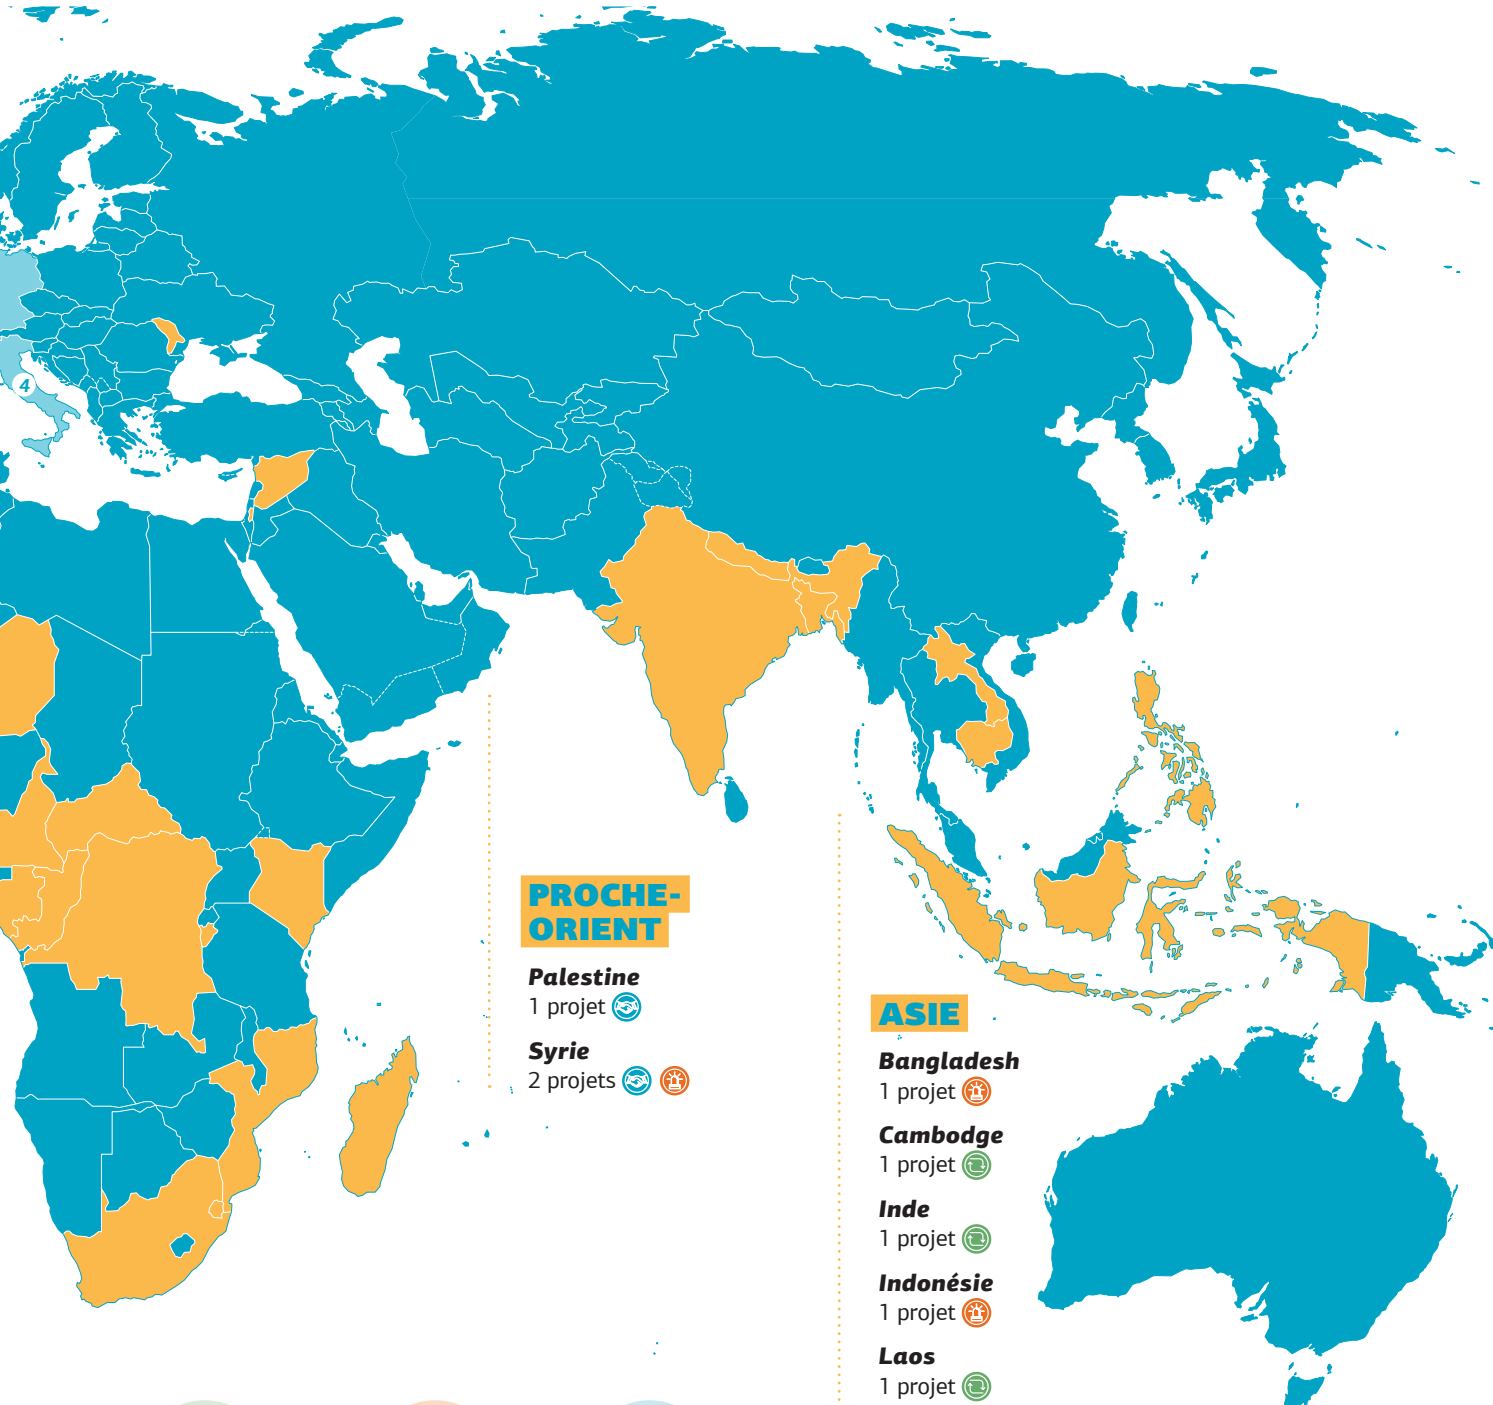 4
PROCHE-
ORIENT
Palestine
1 projet
Syrie
2 projets
ASIE
Bangladesh
1 projet
Cambodge
1 projet
Inde
1 projet
Indonésie
1 projet
Laos
1 projet